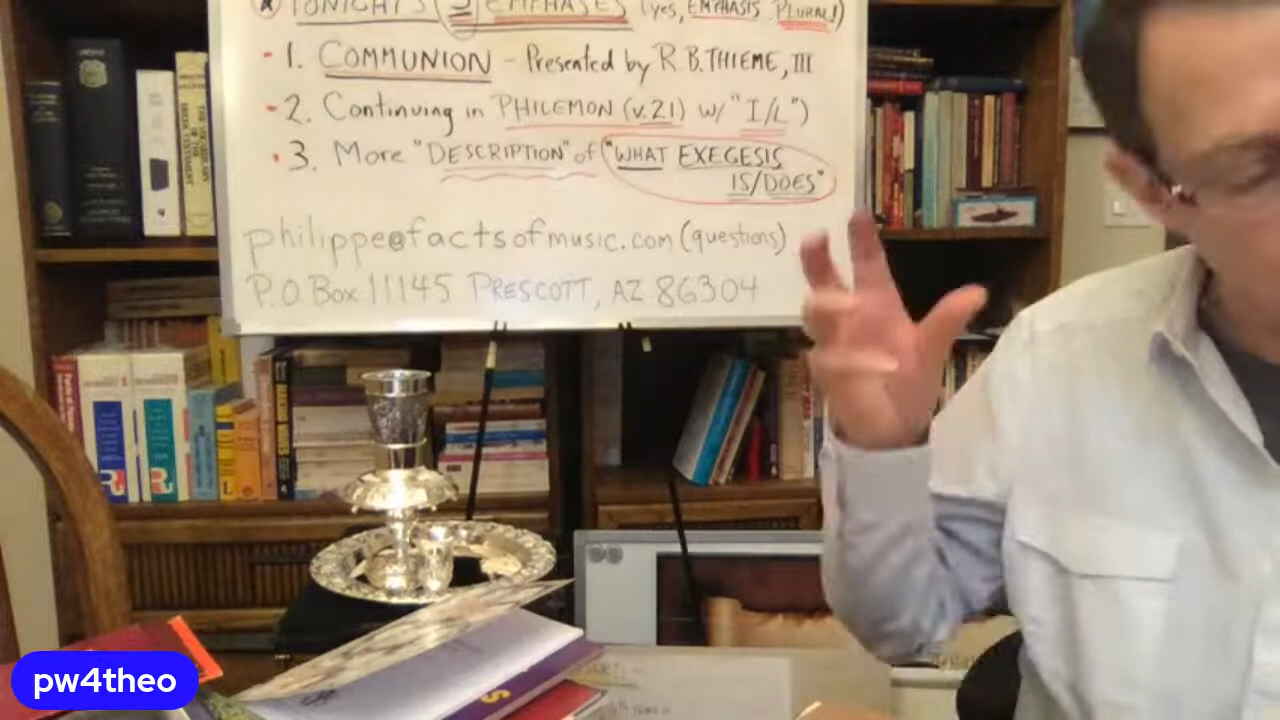 TONIGHT'S 3 EMPHASES (yes, EMPHASIS PLURAL!)
- 1. COMMUNION - Presented by R.B. THIEME, III
- 2. Continuing in PHILEMON (v.21) w/ "I/L")
• 3. More "DESCRIPTION" of "WHAT EXEGESIS
IS/DOES"
philippe@factsofmusic.com (questions)
P.O Box 11145 PRESCOTT, AZ 86304
pw4theo